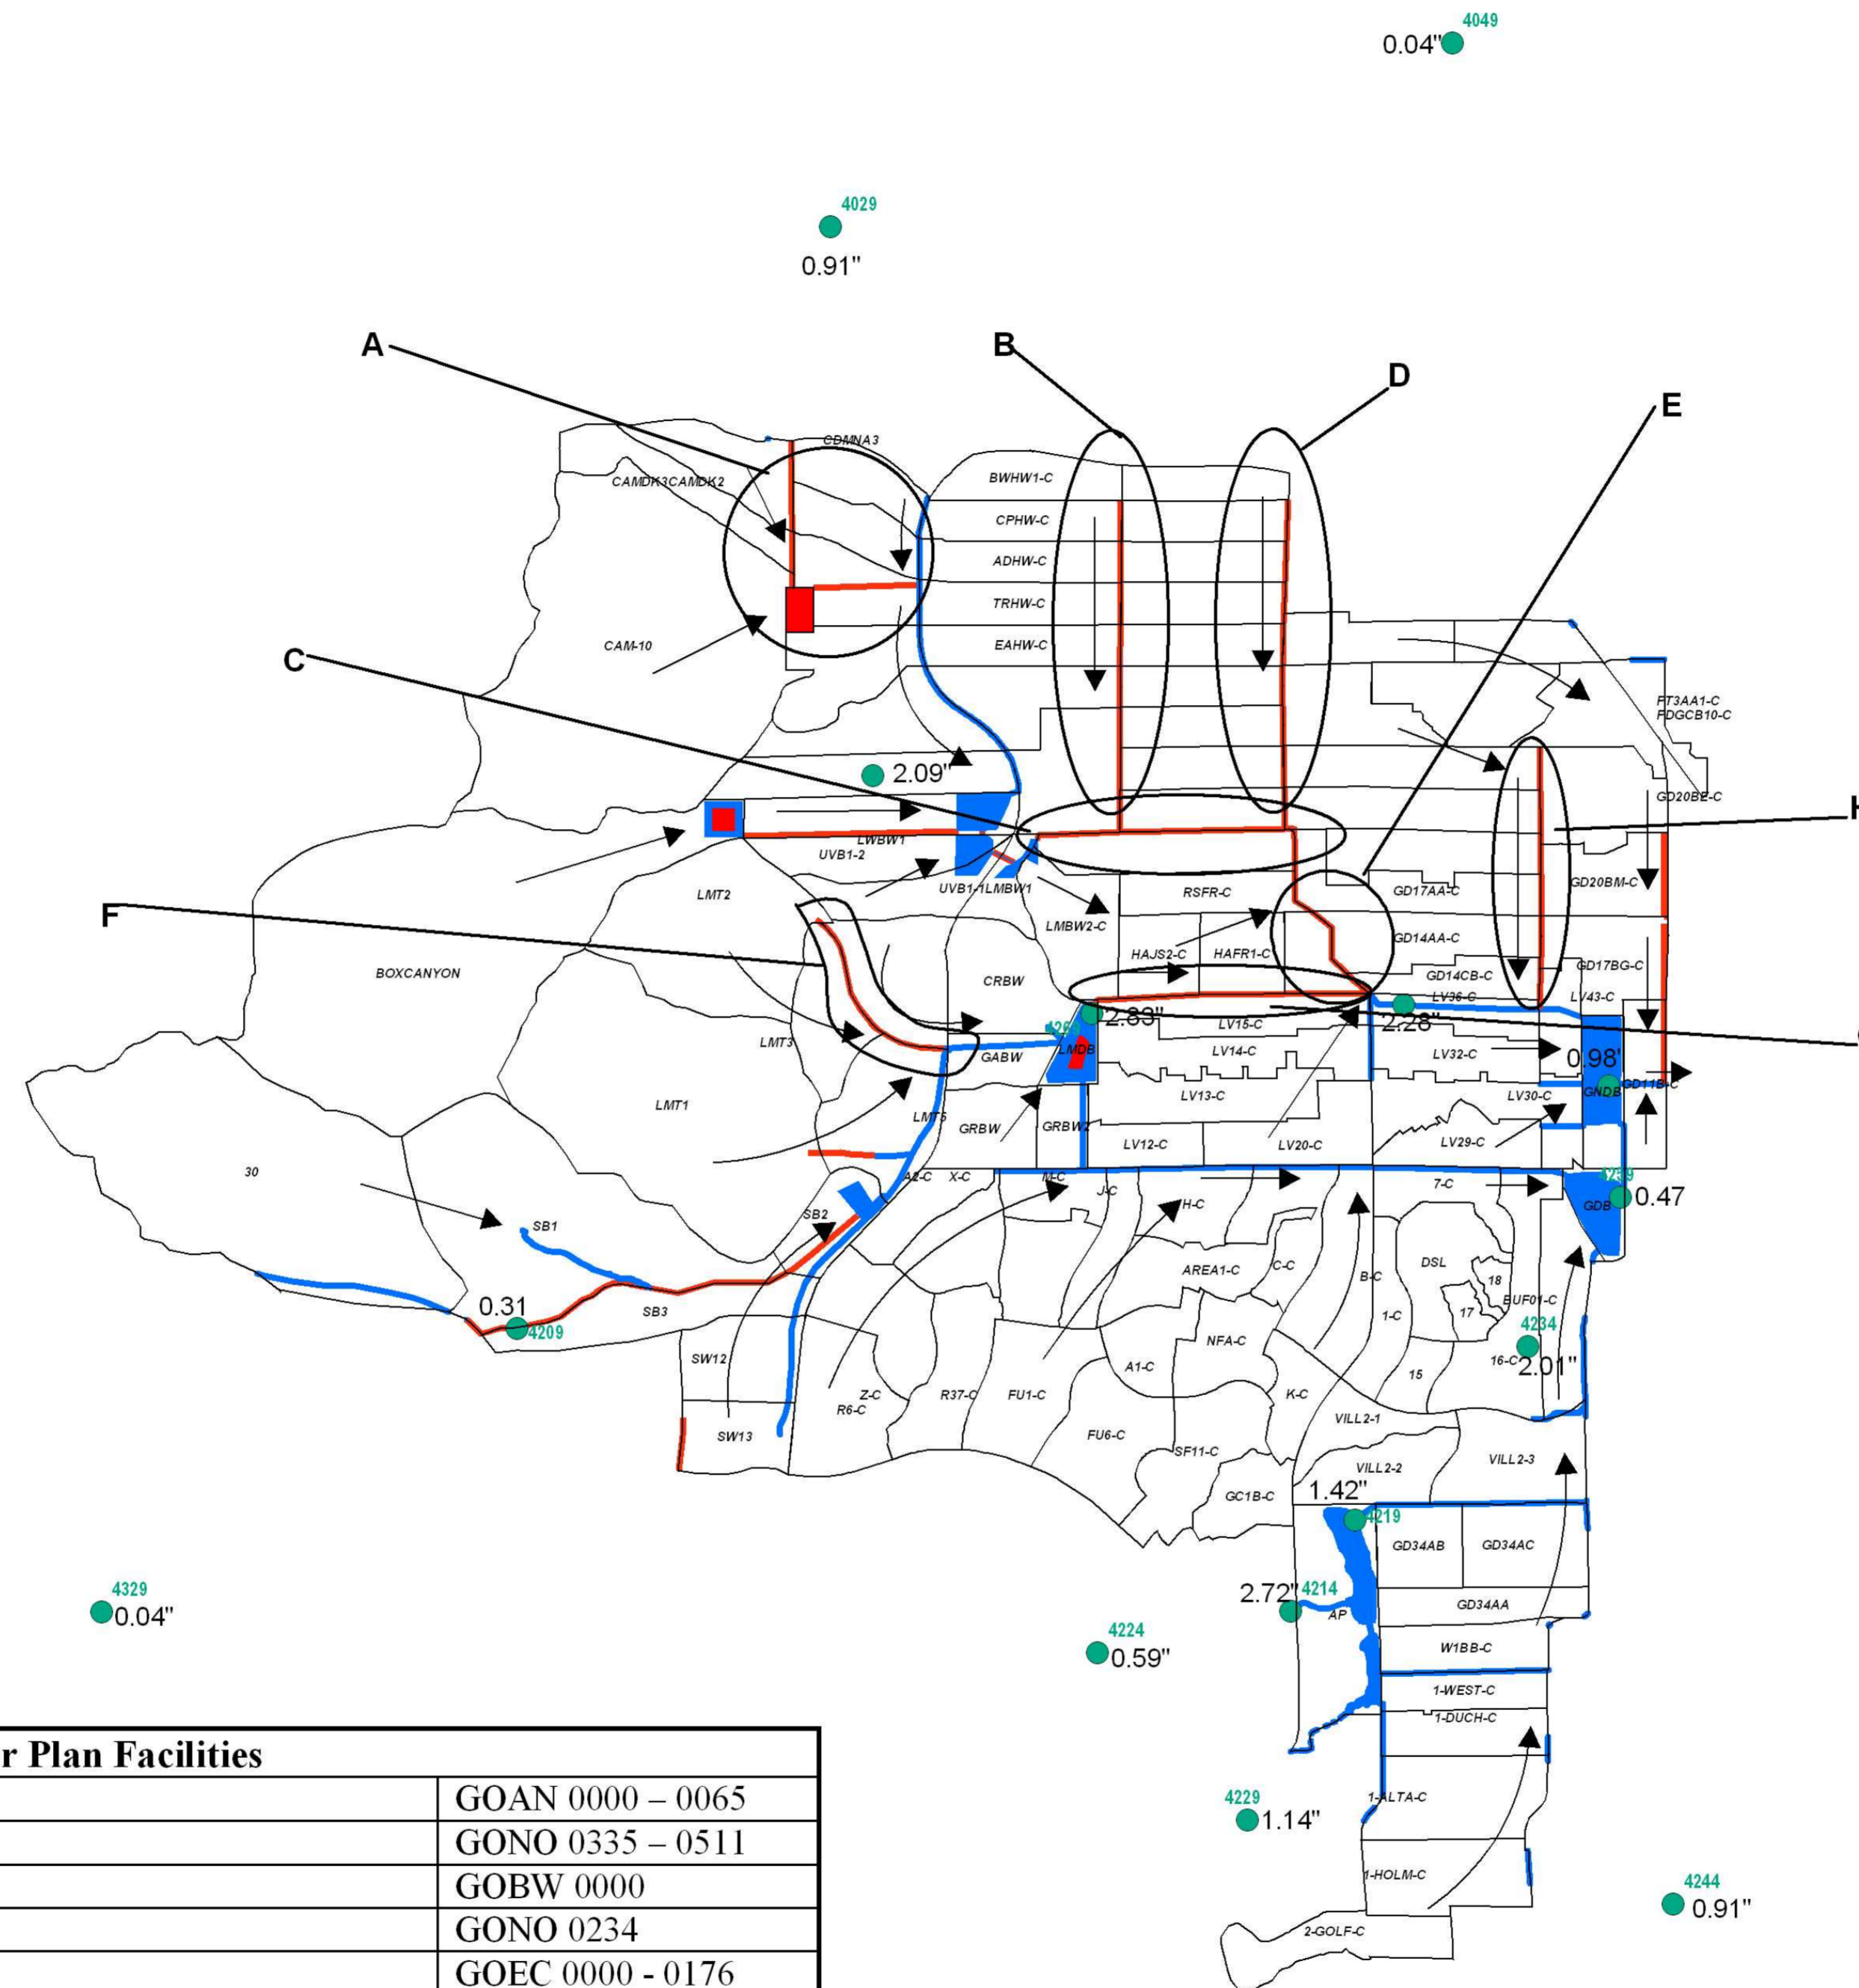 4049
0.04"
4029
0.91"
A
B
D
E
CDMNA3
CAMDK3CAMDK2
BWHW1-C
CPHW-C
ADHW-C
TRHW-C
EAHW-C
CAM-10
C
FT3AA1-C
FDGCB10-C
2.09"
GD20BE-C
H
LWBW1
UVB1-2
UVB1-1LMBW1
LMT2
RSFR-C
GD17AA-C
GD20BM-C
F
LMBW2-C
GD14AA-C
HAJS2-C
HAFR1-C
BOXCANYON
CRBW
GD14CB-C
GD17BG-C
LV36-C
LV43-C
2.83"
2.28"
LMT3
GABW
LMDB
LV15-C
LV14-C
LV32-C
0.98'
GNDB
GD11B-C
LMT1
LMT5
GRBW
GRBW2
LV13-C
LV30-C
LV12-C
LV20-C
LV29-C
30
A2-C
X-C
M-C
J-C
7-C
4259
0.47
SB2
H-C
GDB
SB1
AREA1-C
C-C
B-C
DSL
18
17
BUF01-C
0.31
4209
SB3
1-C
4234
SW12
NFA-C
A1-C
16-C
2.01"
15
Z-C
R6-C
R37-C
FU1-C
K-C
VILL2-1
SW13
FU6-C
SF11-C
VILL2-2
VILL2-3
GC1B-C
1.42"
4219
GD34AB
GD34AC
4329
0.04"
2.72"
4214
AP
GD34AA
4224
0.59"
W1BB-C
1-WEST-C
1-DUCH-C
r Plan Facilities
GOAN 0000 – 0065
4229
1.14"
1-ALTA-C
GONO 0335 – 0511
GOBW 0000
1-HOLM-C
4244
0.91"
GONO 0234
2-GOLF-C
GOEC 0000 - 0176